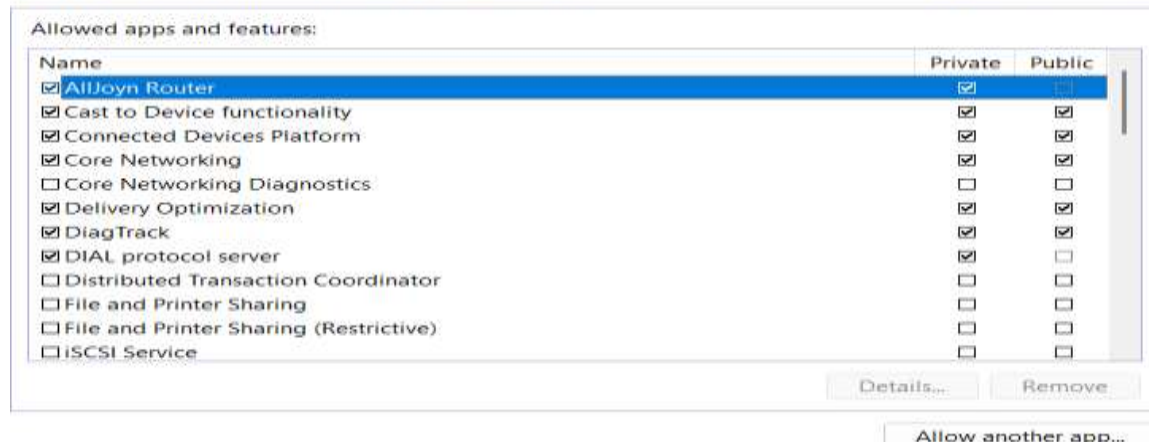 Allowed apps and features:
Name Private Public
AllJoyn Router
Cast to Device functionality
Connected Devices Platform
Core Networking
Core Networking Diagnostics
Delivery Optimization
DiagTrack
DIAL protocol server
Distributed Transaction Coordinator
File and Printer Sharing
File and Printer Sharing (Restrictive)
iSCSI Service
Details... Remove
Allow another app...